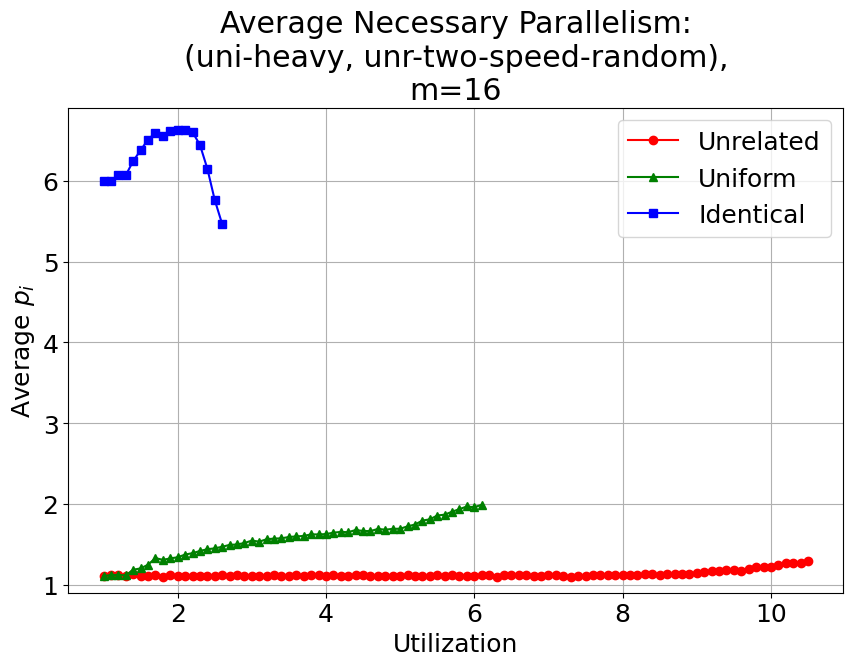 Average Necessary Parallelism:
(uni-heavy, unr-two-speed-random),
m=16
Unrelated
Uniform
Identical
Average $p_i$
6
5
4
3
2
1
2
4
6
8
10
Utilization